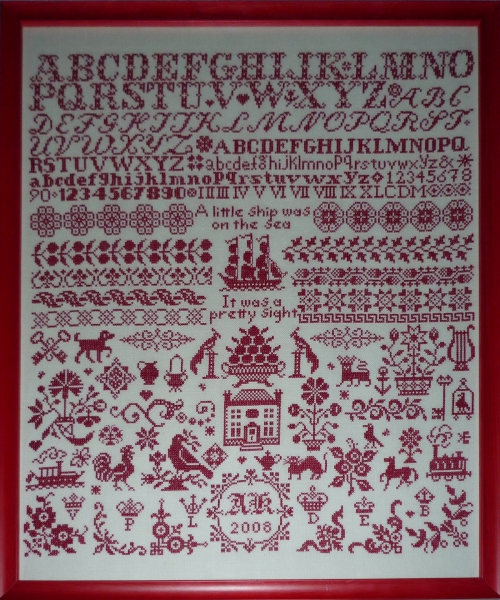 ABCDEFGHIJKLMNO
PQRSTUVWXYZ ABC
DEFGHIJKLMNOPQRST
UVWXYZ ABCDEFGHIJKLMNOPQ
RSTUVWXYZ abcdefghijklmnopqrstuvwxyz&
abcdefghijklmnopqrstuvwxyz 12345678
90 1234567890 I II III IV V VI VII VIII IX X L C D M
A little ship was
on the sea
It was a
pretty sight
E
B
P L AR D E
2008